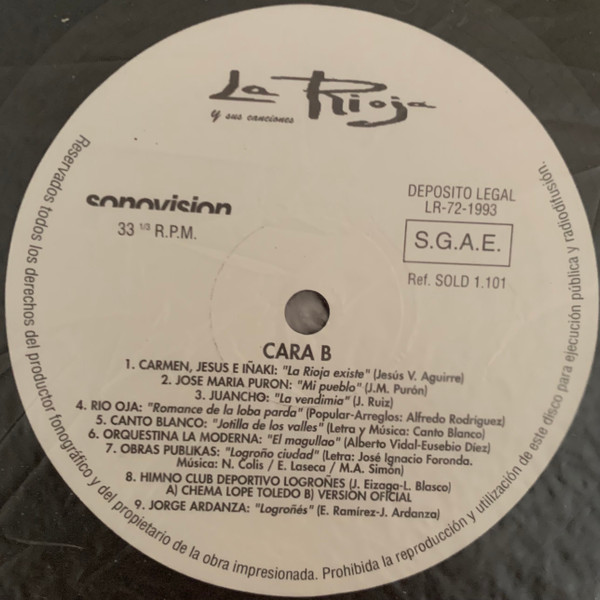 La Rioja
Y sus canciones
sonovision
33 1/3 R.P.M.
DEPOSITO LEGAL
LR-72-1993
S.G.A.E.
Ref. SOLD 1.101
CARA B
1. CARMEN, JESUS E IÑAKI: "La Rioja existe" (Jesús V. Aguirre)
2. JOSE MARIA PURON: "Mi pueblo" (J.M. Purón)
3. JUANCHO: "La vendimia" (J. Ruiz)
4. RIO OJA: "Romance de la loba parda" (Popular-Arreglos: Alfredo Rodríguez)
5. CANTO BLANCO: "Jotilla de los valles" (Letra y Música: Canto Blanco)
6. ORQUESTINA LA MODERNA: "El magullao" (Alberto Vidal-Eusebio Díez)
7. OBRAS PUBLIKAS: "Logroño ciudad" (Letra: José Ignacio Foronda.
Música: N. Colis / E. Laseca / M.A. Simón)
8. HIMNO CLUB DEPORTIVO LOGROÑES (J. Eizaga-L. Blasco)
A) CHEMA LOPE TOLEDO B) VERSIÓN OFICIAL
9. JORGE ARDANZA: "Logroñés" (E. Ramírez-J. Ardanza)
Reservados todos los derechos del productor fonográfico y del propietario de la obra impresionada. Prohibida la reproducción y utilización de este disco para ejecución pública y radiodifusión.